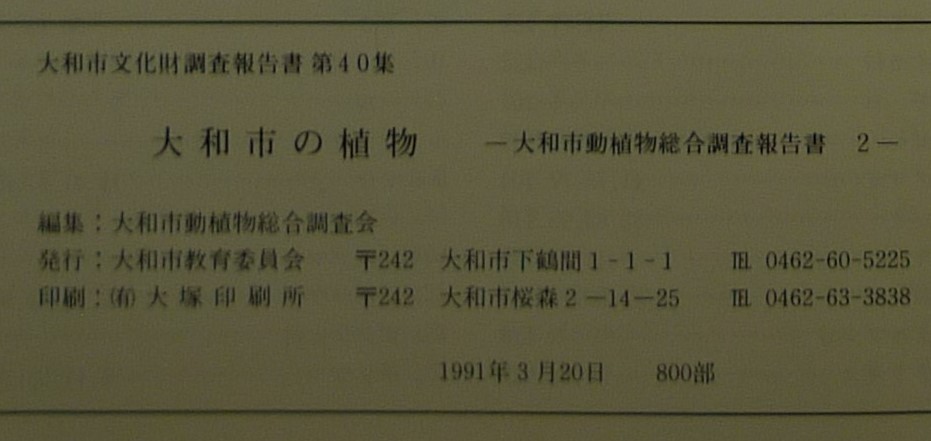 大和市文化財調査報告書 第40集
大和市の植物 ―大和市動植物総合調査報告書 2―
編集:大和市動植物総合調査会
発行:大和市教育委員会 〒242 大和市下鶴間1-1-1 ℡ 0462-60-5225
印刷:㈲大塚印刷所 〒242 大和市桜森2―14―25 ℡ 0462-63-3838
1991年3月20日 800部